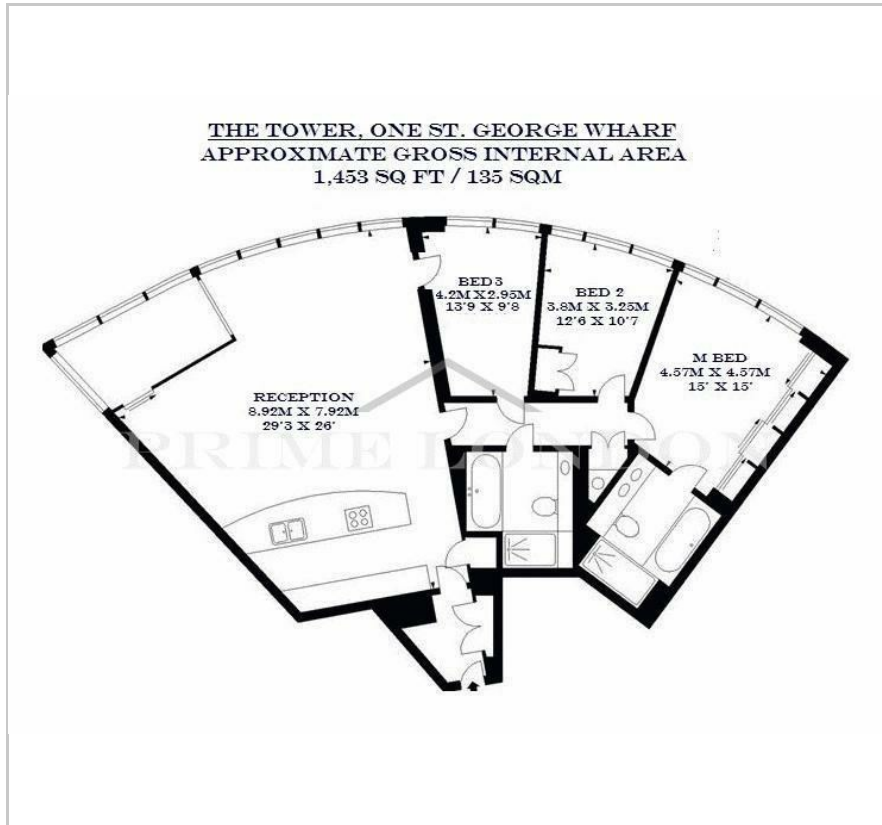 THE TOWER, ONE ST. GEORGE WHARF
APPROXIMATE GROSS INTERNAL AREA
1,453 SQ FT / 135 SQM
BED 3
4.2M X 2.95M
13'9 X 9'8
BED 2
3.8M X 3.25M
12'6 X 10'7
M BED
4.57M X 4.57M
15' X 15'
RECEPTION
8.92M X 7.92M
29'3 X 26'
PRIME LONDON